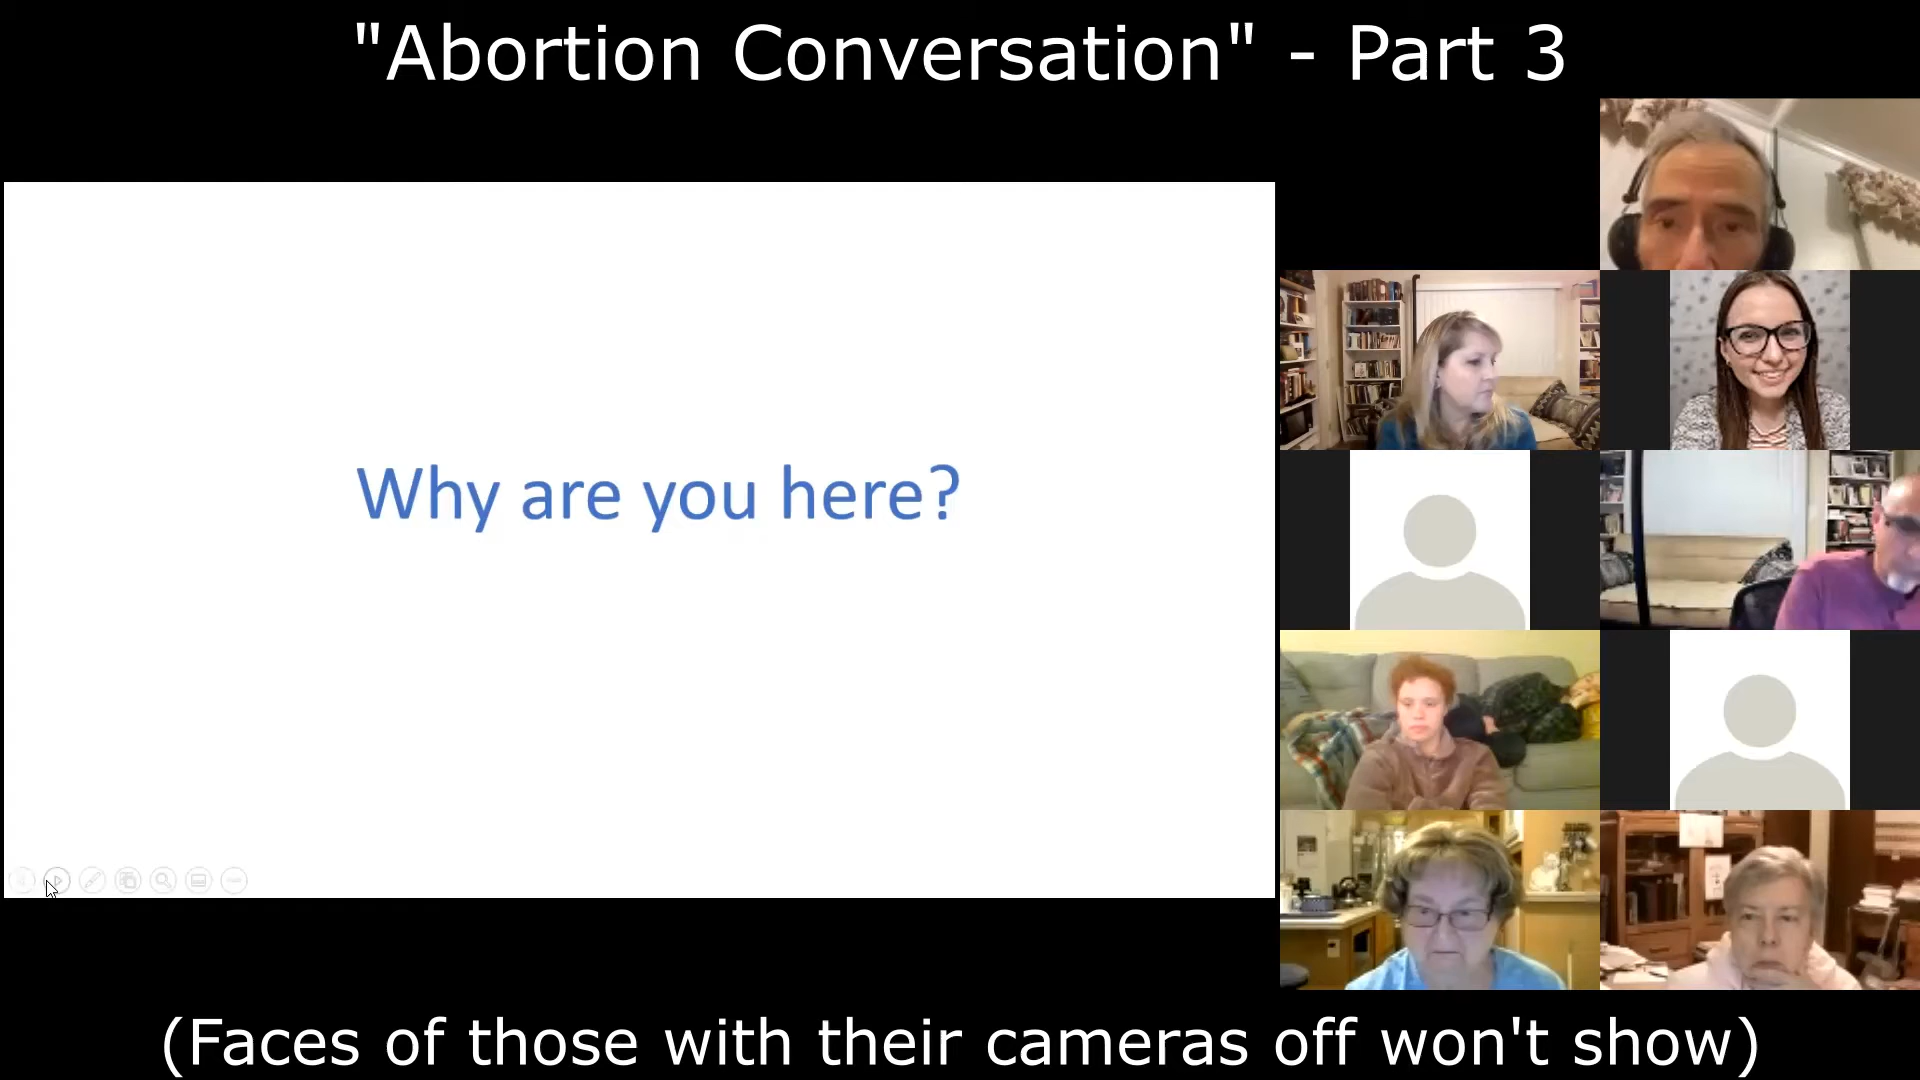 "Abortion Conversation" - Part 3
Why are you here?
(Faces of those with their cameras off won't show)